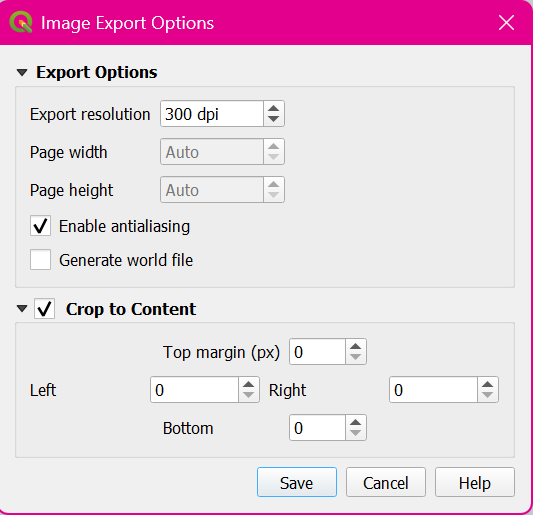 Image Export Options
Export Options
Export resolution 300 dpi
Page width Auto
Page height Auto
Enable antialiasing
Generate world file
Crop to Content
Top margin (px) 0
Left 0 Right 0
Bottom 0
Save Cancel Help